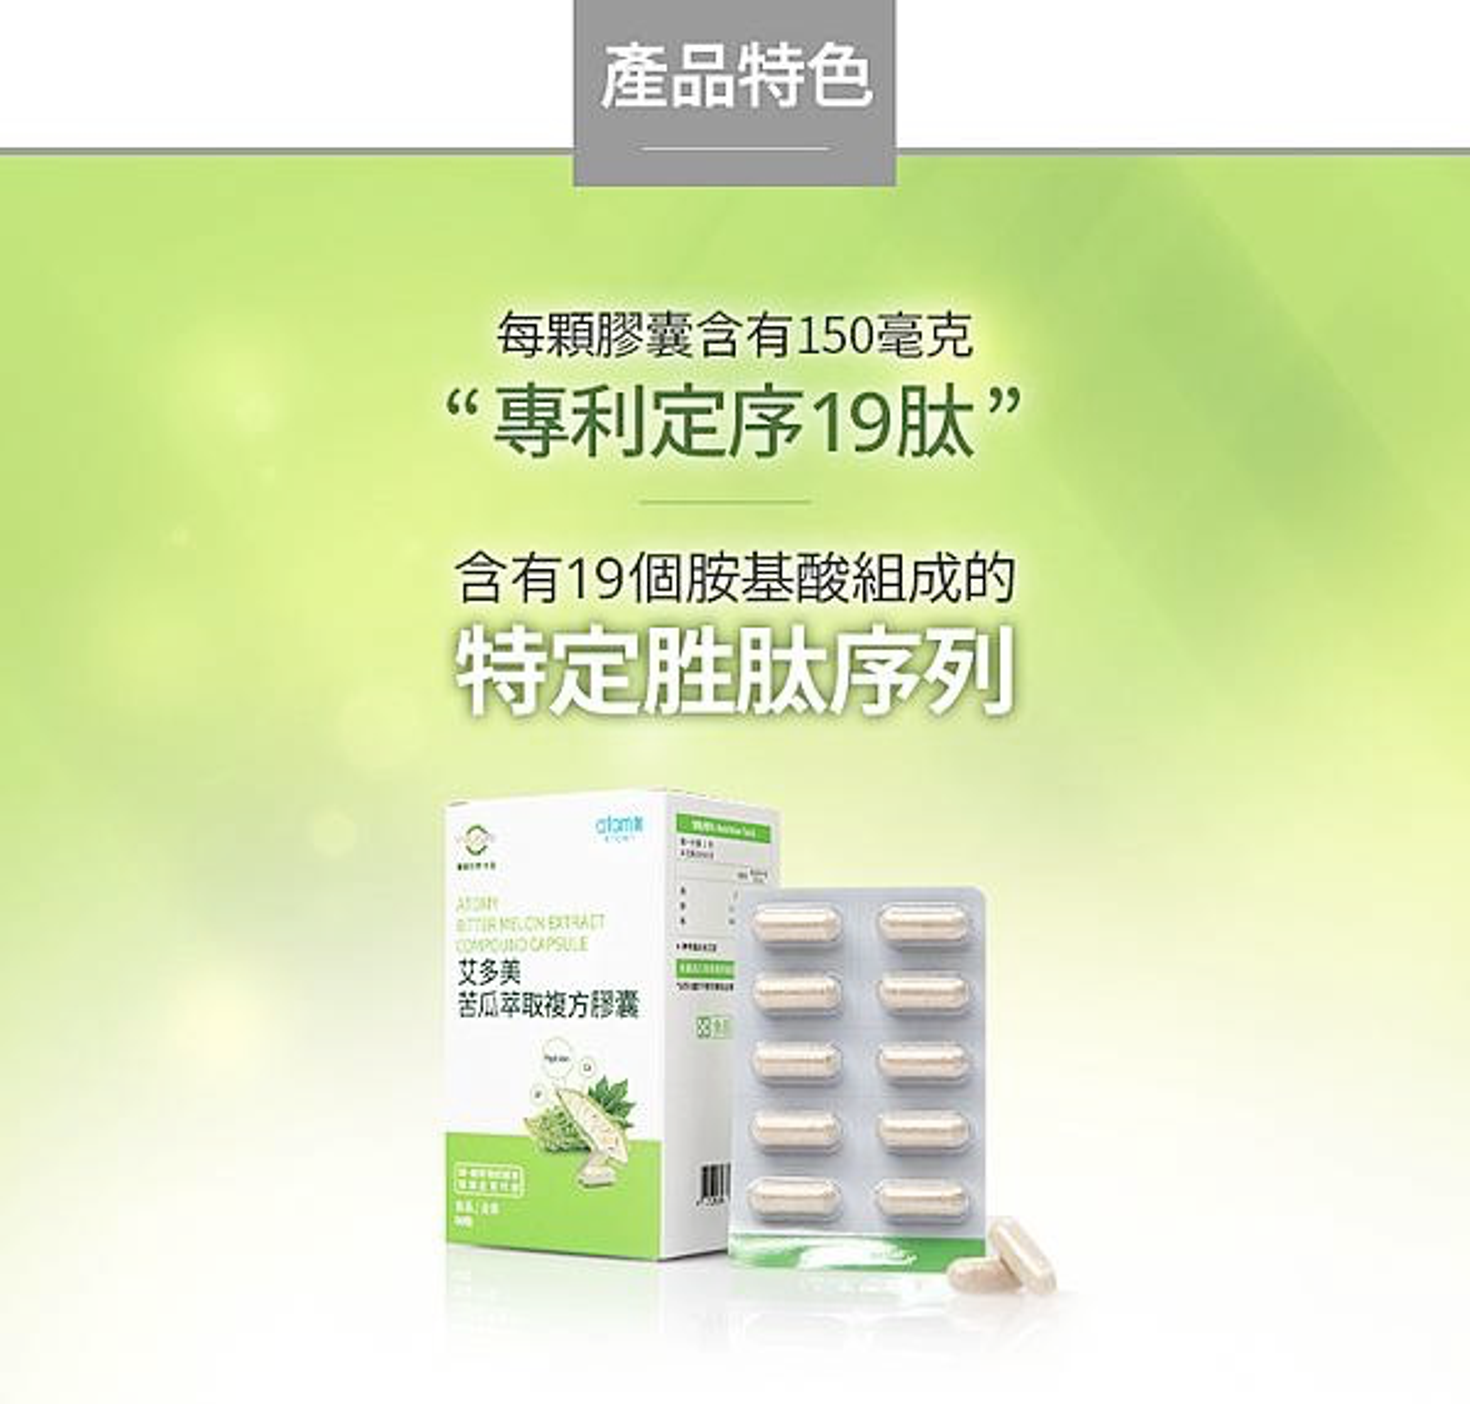 產品特色
每顆膠囊含有150毫克
“專利定序19肽”
含有19個胺基酸組成的
特定胜肽序列
atom美
ATOMY
BITTER MELON EXTRACT
COMPOUND CAPSULE
艾多美
苦瓜萃取複方膠囊